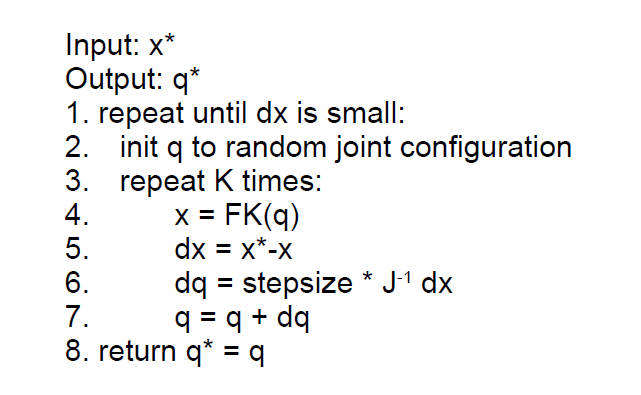 Input: x*
Output: q*
1. repeat until dx is small:
2. init q to random joint configuration
3. repeat K times:
4. x = FK(q)
5. dx = x*-x
6. dq = stepsize * J⁻¹ dx
7. q = q + dq
8. return q* = q